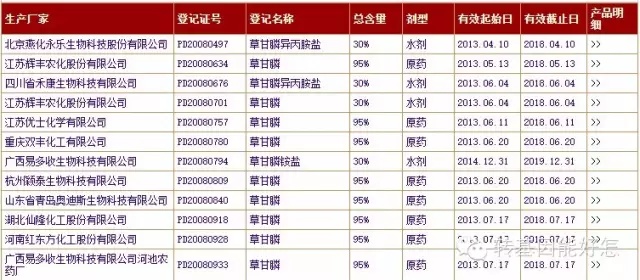 生产厂家 登记证号 登记名称 总含量 剂型 有效起始日 有效截止日 产品明
细
北京燕化永乐生物科技股份有限公司 PD20080497 草甘膦异丙胺盐 30% 水剂 2013.04.10 2018.04.10 >>
江苏辉丰农化股份有限公司 PD20080634 草甘膦 95% 原药 2013.05.13 2018.05.13 >>
四川省禾康生物科技有限公司 PD20080676 草甘膦异丙胺盐 30% 水剂 2013.06.04 2018.06.04 >>
江苏辉丰农化股份有限公司 PD20080701 草甘膦 30% 水剂 2013.06.04 2018.06.04 >>
江苏优士化学有限公司 PD20080757 草甘膦 95% 原药 2013.06.11 2018.06.11 >>
重庆双丰化工有限公司 PD20080780 草甘膦 95% 原药 2013.06.20 2018.06.20 >>
广西易多收生物科技有限公司 PD20080794 草甘膦铵盐 30% 水剂 2014.12.31 2019.12.31 >>
杭州颖泰生物科技有限公司 PD20080809 草甘膦 95% 原药 2013.06.20 2018.06.20 >>
山东省青岛奥迪斯生物科技有限公司 PD20080840 草甘膦 95% 原药 2013.06.20 2018.06.20 >>
湖北仙隆化工股份有限公司 PD20080918 草甘膦 95% 原药 2013.07.17 2018.07.17 >>
河南红东方化工股份有限公司 PD20080928 草甘膦 95% 原药 2013.07.17 2018.07.17 >>
广西易多收生物科技有限公司河池农
药厂 PD20080933 草甘膦 95% 原药 2013.07.17 2018.07.17 >>
转基因能好怎